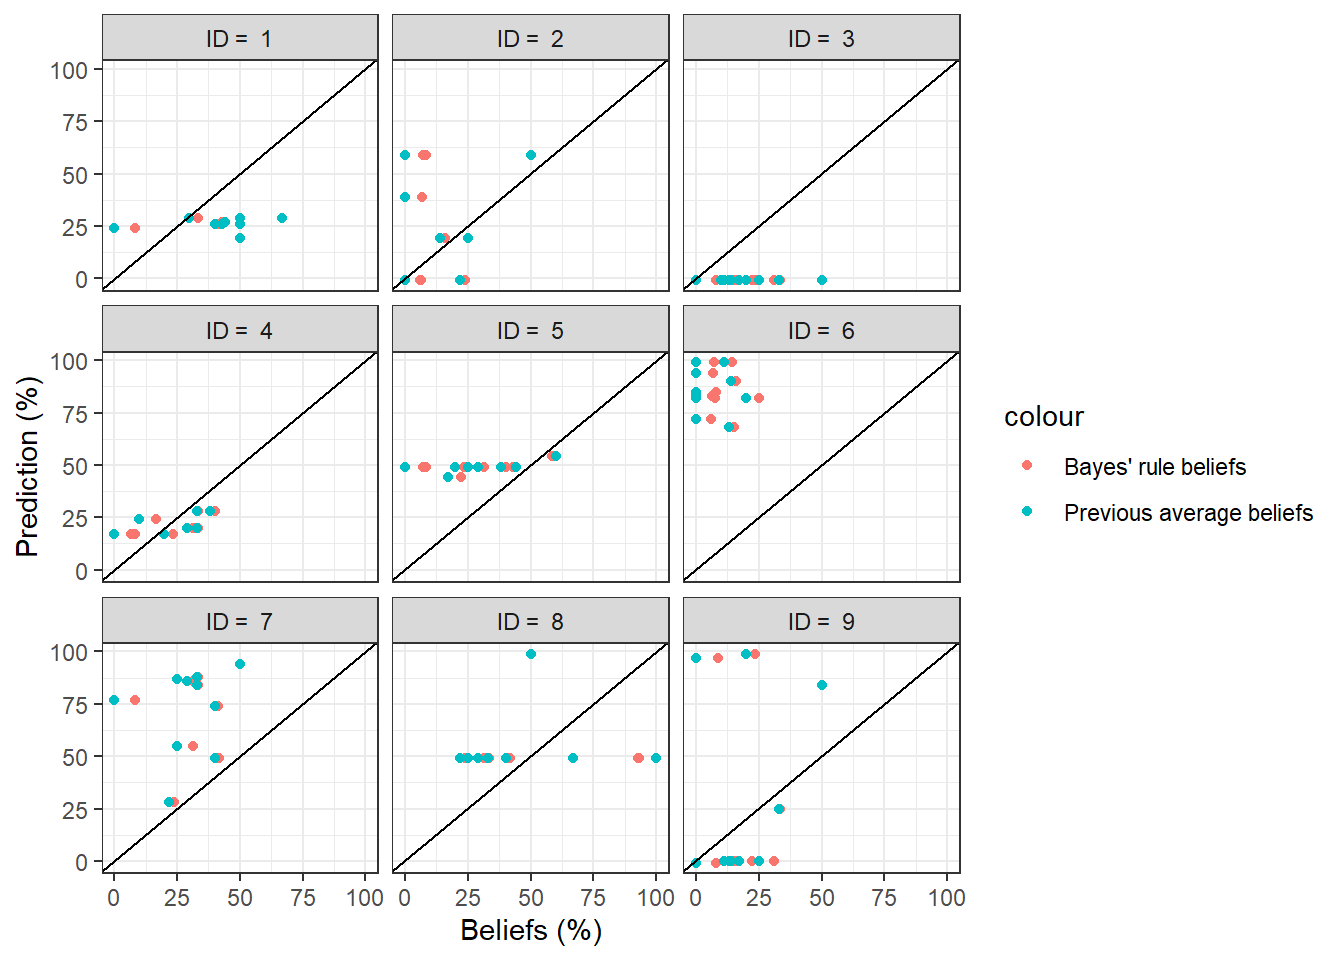 ID = 1
ID = 2
ID = 3
100
75
50
25
0
ID = 4
ID = 5
ID = 6
100
75
50
25
0
Prediction (%)
ID = 7
ID = 8
ID = 9
100
75
50
25
0
0 25 50 75 100
0 25 50 75 100
0 25 50 75 100
Beliefs (%)
colour
Bayes' rule beliefs
Previous average beliefs